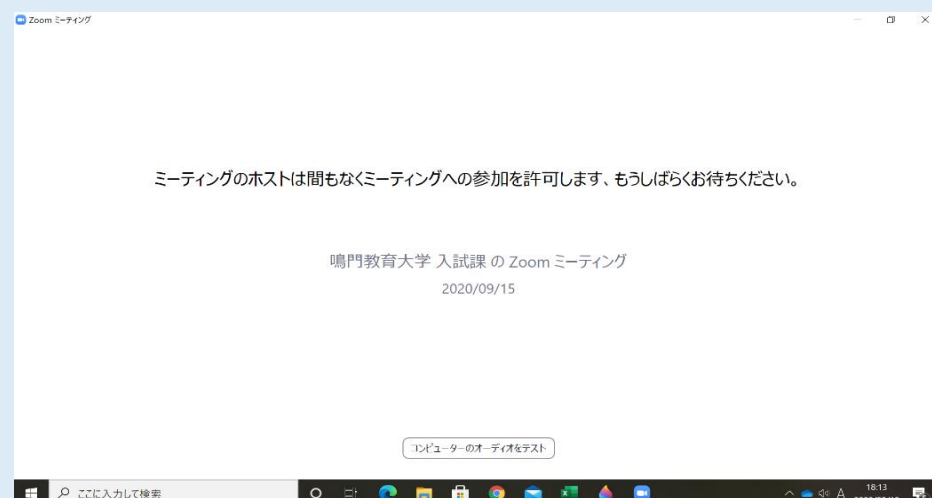 Zoom ミーティング
ミーティングのホストは間もなくミーティングへの参加を許可します、もうしばらくお待ちください。
鳴門教育大学 入試課 の Zoom ミーティング
2020/09/15
コンピューターのオーディオをテスト
ここに入力して検索
A
18:13